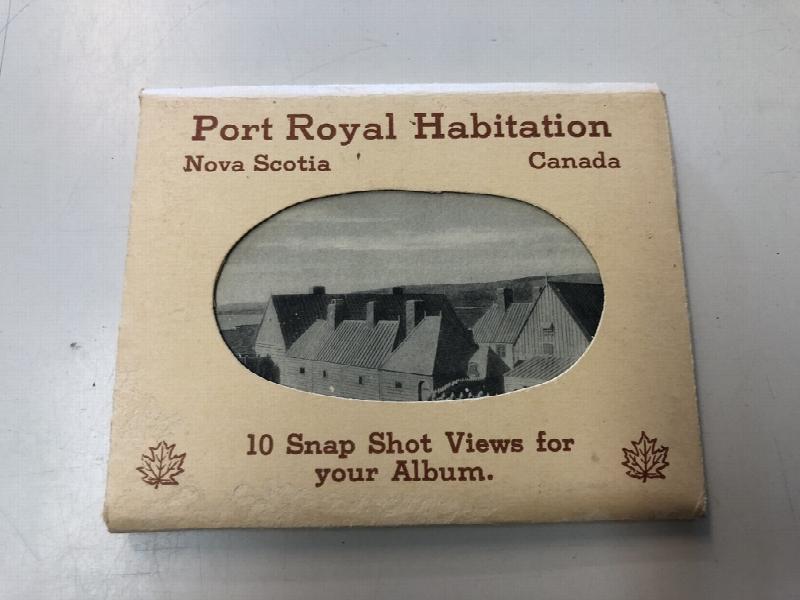 Port Royal Habitation
Nova Scotia Canada
10 Snap Shot Views for
your Album.